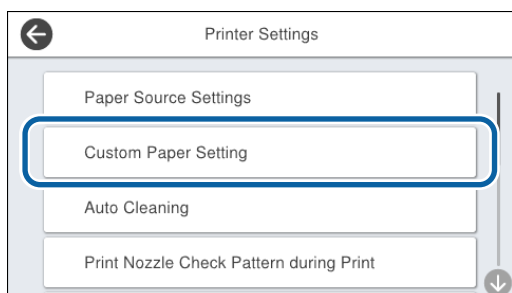 Printer Settings
Paper Source Settings
Custom Paper Setting
Auto Cleaning
Print Nozzle Check Pattern during Print